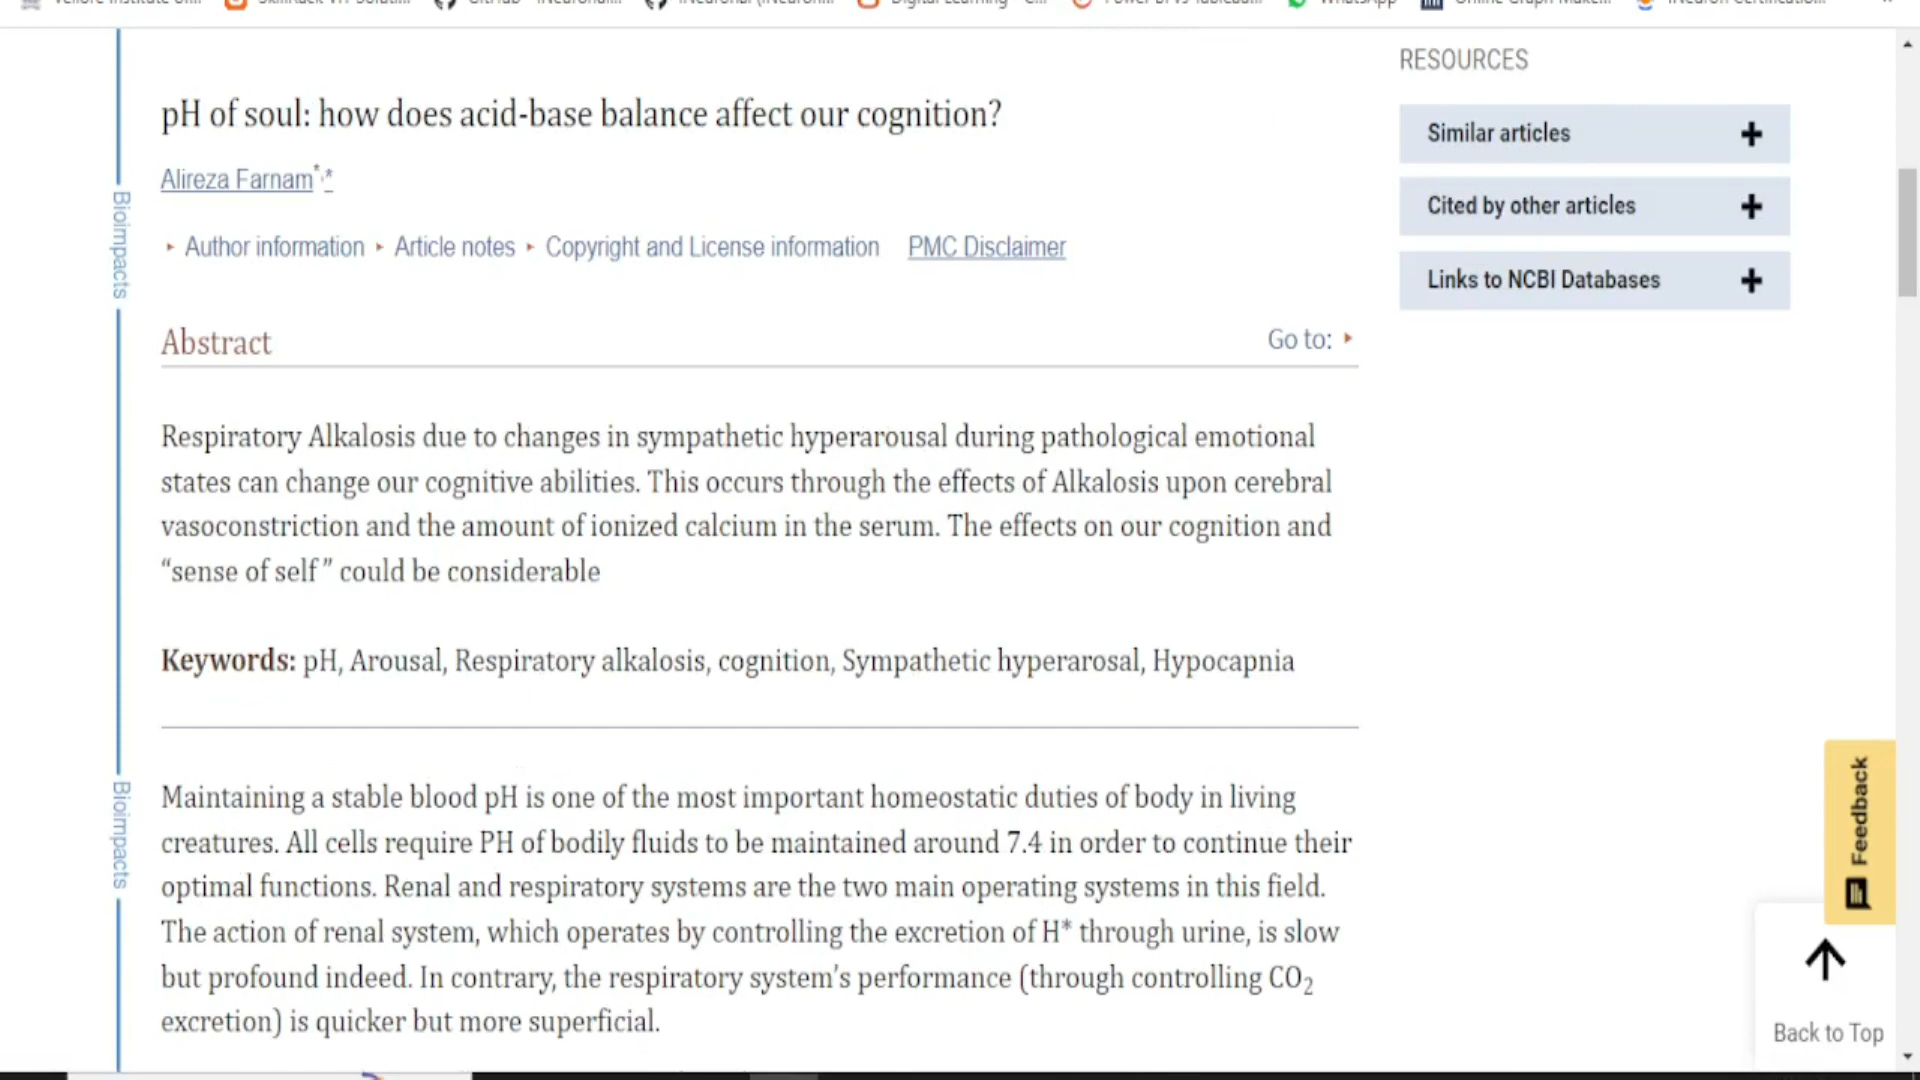 RESOURCES
pH of soul: how does acid-base balance affect our cognition?
Similar articles
Alireza Farnam*,*
Cited by other articles
Author information Article notes Copyright and License information PMC Disclaimer
Links to NCBI Databases
Bioimpacts
Abstract
Go to:
Respiratory Alkalosis due to changes in sympathetic hyperarousal during pathological emotional
states can change our cognitive abilities. This occurs through the effects of Alkalosis upon cerebral
vasoconstriction and the amount of ionized calcium in the serum. The effects on our cognition and
“sense of self” could be considerable
Keywords: pH, Arousal, Respiratory alkalosis, cognition, Sympathetic hyperarosal, Hypocapnia
Bioimpacts
Maintaining a stable blood pH is one of the most important homeostatic duties of body in living
creatures. All cells require PH of bodily fluids to be maintained around 7.4 in order to continue their
optimal functions. Renal and respiratory systems are the two main operating systems in this field.
The action of renal system, which operates by controlling the excretion of H* through urine, is slow
but profound indeed. In contrary, the respiratory system's performance (through controlling CO2
excretion) is quicker but more superficial.
Feedback
Back to Top